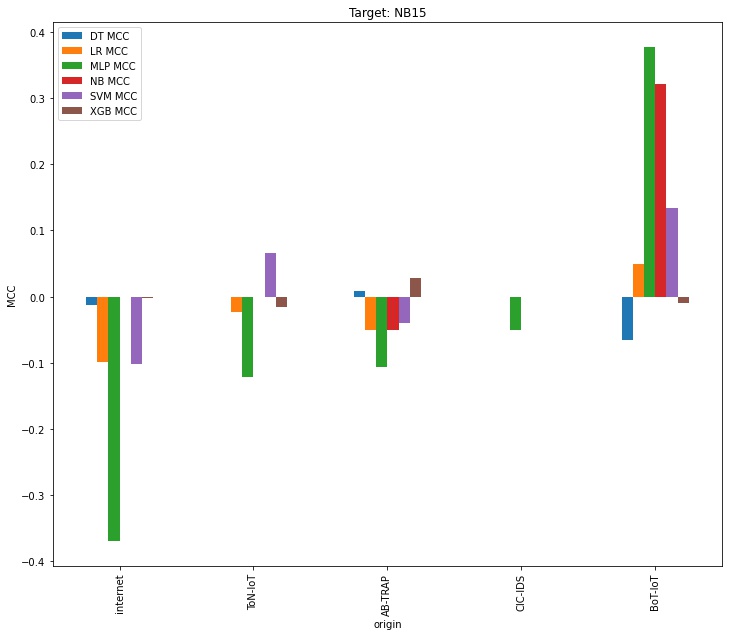 Target: NB15
DT MCC
LR MCC
MLP MCC
NB MCC
SVM MCC
XGB MCC
0.4
0.3
0.2
0.1
0.0
−0.1
−0.2
−0.3
−0.4
MCC
internet
ToN-IoT
AB-TRAP
CIC-IDS
BoT-IoT
origin